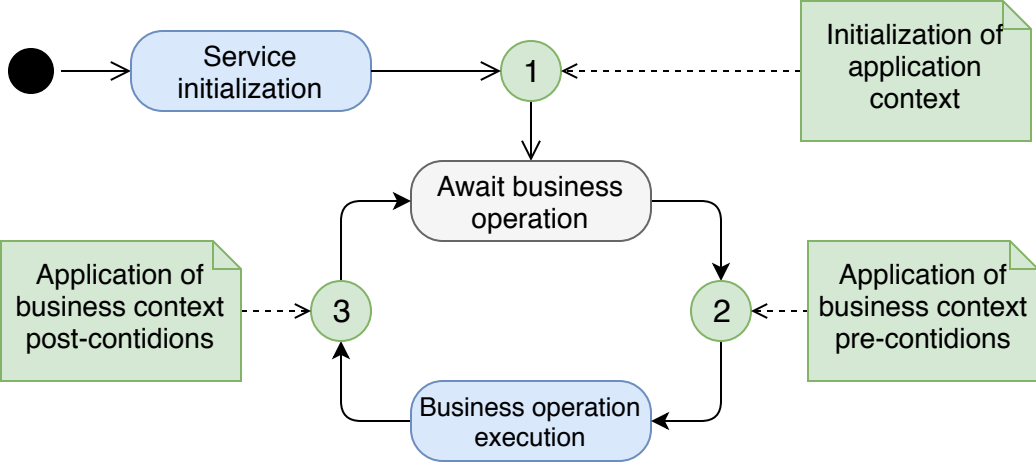 Service
initialization
1
Initialization of
application
context
Await business
operation
Application of
business context
post-contidions
3
2
Application of
business context
pre-contidions
Business operation
execution